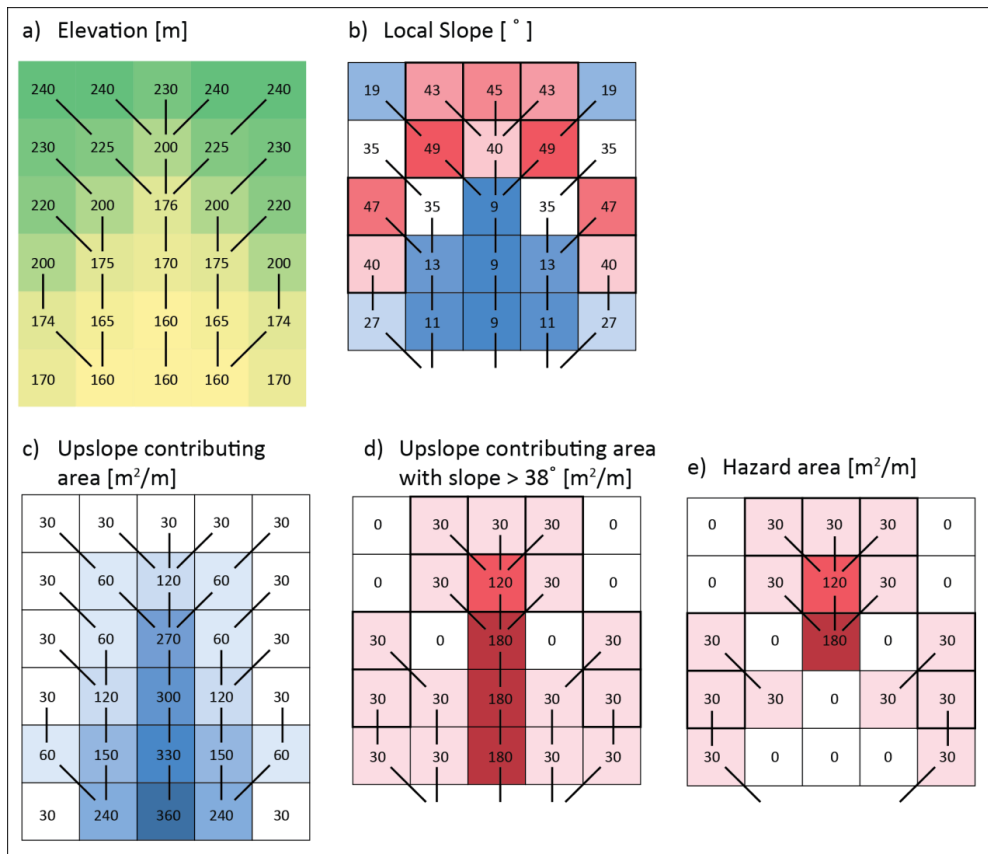 a) Elevation [m]
240 240 230 240 240
230 225 200 225 230
220 200 176 200 220
200 175 170 175 200
174 165 160 165 174
170 160 160 160 170
b) Local Slope [ ° ]
19 43 45 43 19
35 49 40 49 35
47 35 9 35 47
40 13 9 13 40
27 11 9 11 27
c) Upslope contributing
area [m²/m]
30 30 30 30 30
30 60 120 60 30
30 60 270 60 30
30 120 300 120 30
60 150 330 150 60
30 240 360 240 30
d) Upslope contributing area
with slope > 38° [m²/m]
0 30 30 30 0
0 30 120 30 0
30 0 180 0 30
30 30 180 30 30
30 30 180 30 30
e) Hazard area [m²/m]
0 30 30 30 0
0 30 120 30 0
30 0 180 0 30
30 30 0 30 30
30 0 0 0 30